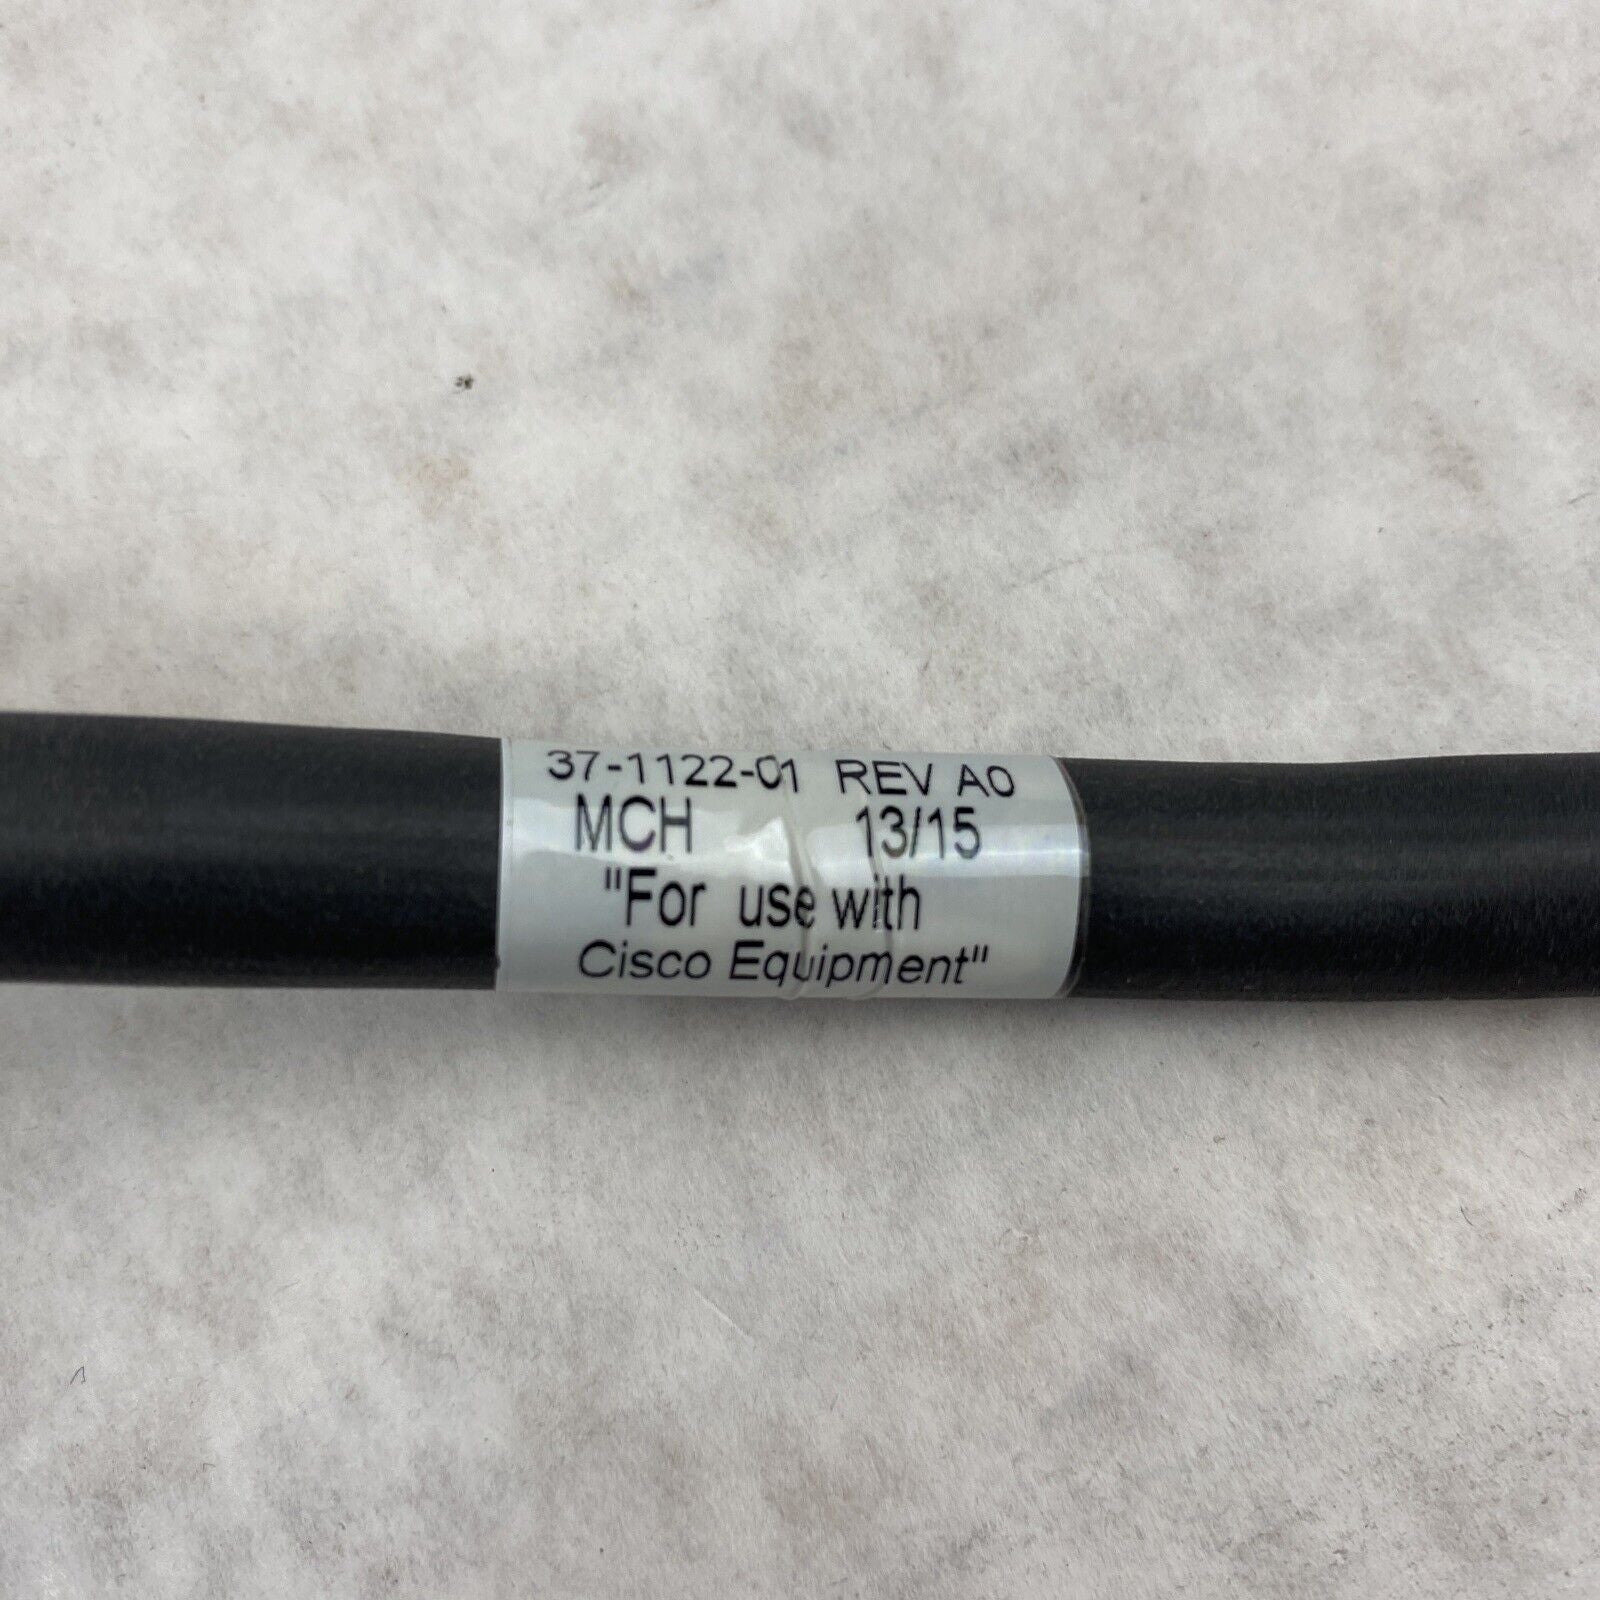 37-1122-01 REV A0
MCH 13/15
"For use with
Cisco Equipment"